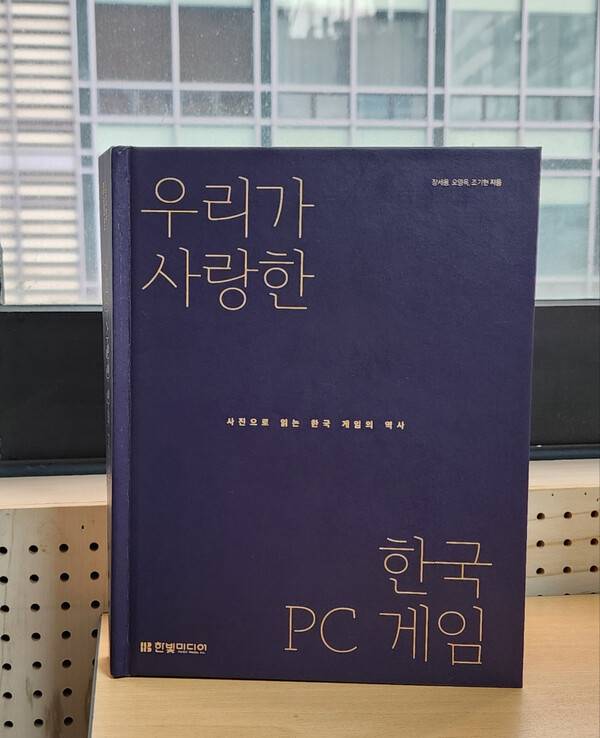 우리가
사랑한
장세용, 오영욱, 조기현 지음
사진으로 읽는 한국 게임의 역사
한국
PC 게임
HB 한빛미디어